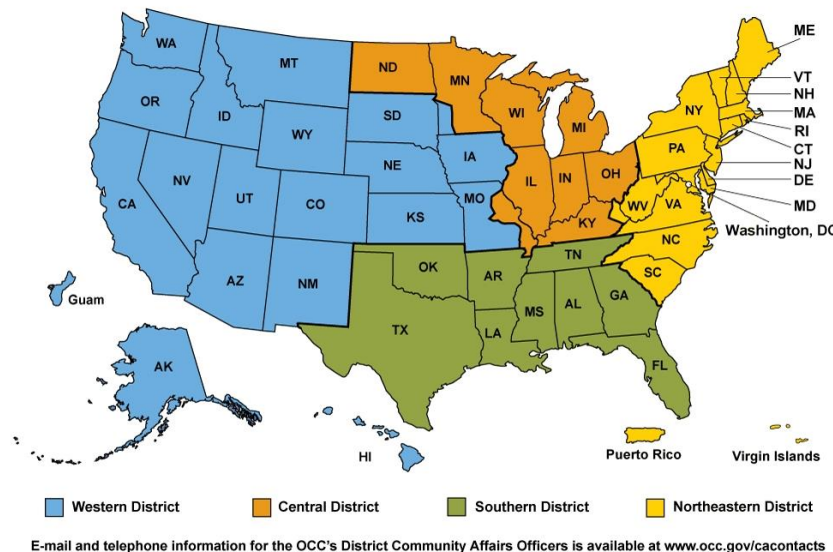 ME
WA
VT
MT
ND
MN
NH
OR
MA
NY
WI
SD
ID
MI
RI
WY
CT
PA
IA
NJ
NE
OH
NV
IL
IN
DE
UT
WV
VA
CA
CO
MO
MD
KS
KY
Washington, DC
NC
TN
OK
AR
SC
AZ
NM
GA
MS
AL
Guam
TX
LA
AK
FL
HI
Puerto Rico
Virgin Islands
Western District
Central District
Southern District
Northeastern District
E-mail and telephone information for the OCC's District Community Affairs Officers is available at www.occ.gov/cacontacts